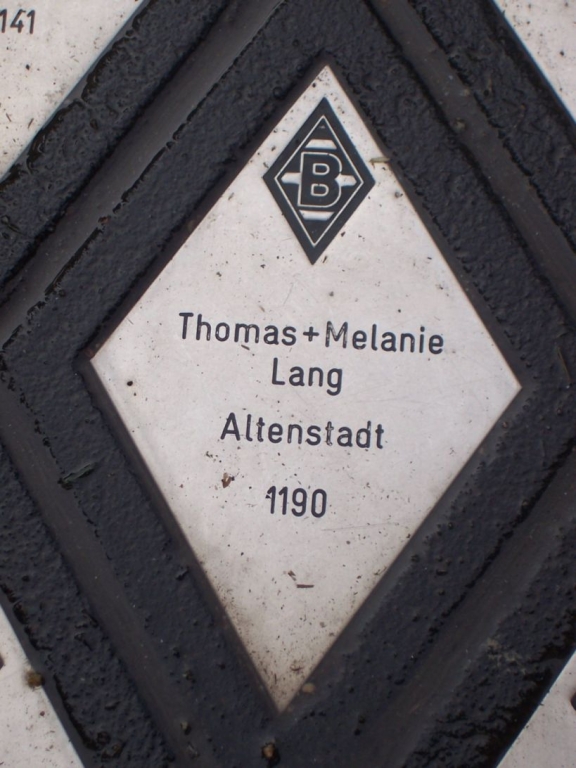 141
B
Thomas+Melanie
Lang
Altenstadt
1190